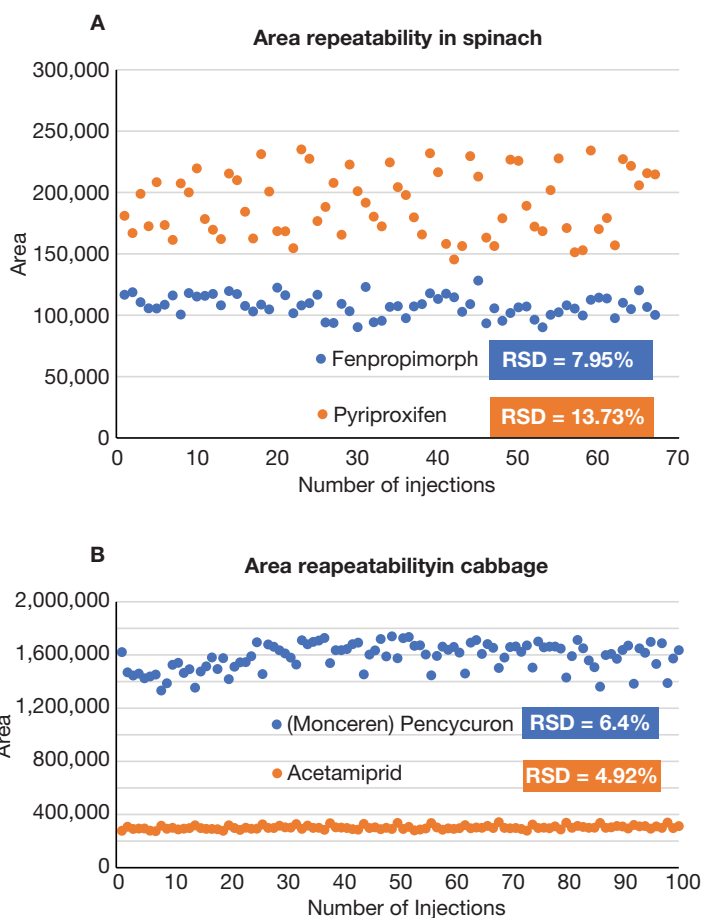 A
Area repeatability in spinach
300,000
250,000
200,000
150,000
100,000
50,000
0
Area
Fenpropimorph RSD = 7.95%
Pyriproxifen RSD = 13.73%
0 10 20 30 40 50 60 70
Number of injections
B
Area reapeatabilityin cabbage
2,000,000
1,600,000
1,200,000
800,000
400,000
0
Area
(Monceren) Pencycuron RSD = 6.4%
Acetamiprid RSD = 4.92%
0 10 20 30 40 50 60 70 80 90 100
Number of Injections